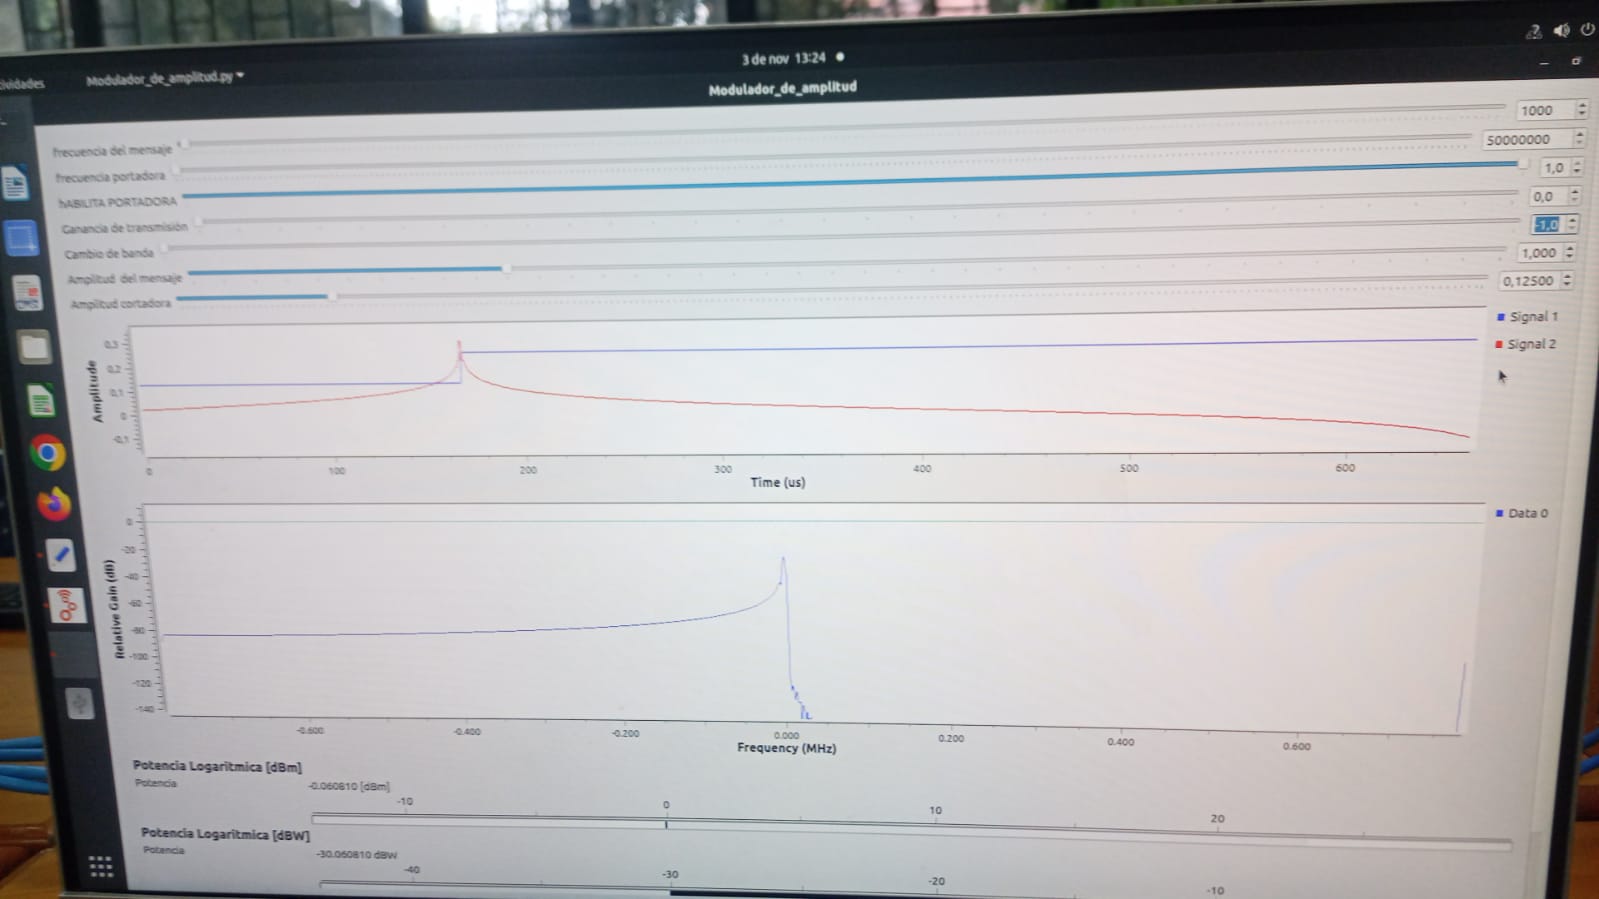 3 de nov 13:24
ividades Modulador_de_amplitud.py
Modulador_de_amplitud
frecuencia del mensaje 1000
frecuencia portadora 50000000
hABILITA PORTADORA 1,0
Ganancia de transmisión 0,0
Cambio de banda -1,0
Amplitud del mensaje 1,000
Amplitud cortadora 0,12500
Signal 1
Signal 2
Amplitude
0,3
0,2
0,1
0
-0,1
0 100 200 300 400 500 600
Time (us)
Data 0
Relative Gain (dB)
0
-20
-40
-60
-80
-100
-120
-140
-0.600 -0.400 -0.200 0.000 0.200 0.400 0.600
Frequency (MHz)
Potencia Logarítmica [dBm]
Potencia -0.060810 [dBm]
-10 0 10 20
Potencia Logarítmica [dBW]
Potencia -30.060810 dBW
-40 -30 -20 -10